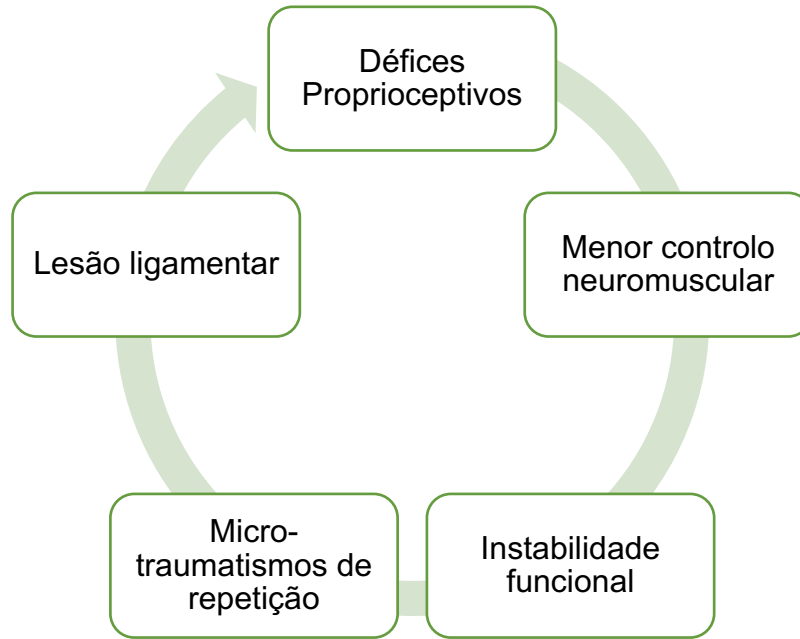 Défices
Proprioceptivos
Menor controlo
neuromuscular
Instabilidade
funcional
Micro-
traumatismos de
repetição
Lesão ligamentar